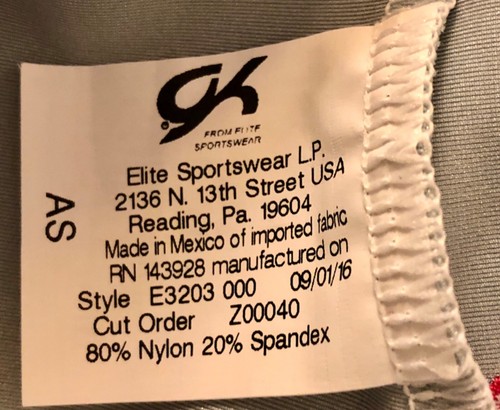 GK
FROM ELITE
SPORTSWEAR
Elite Sportswear L.P.
2136 N. 13th Street USA
Reading, Pa. 19604
Made in Mexico of imported fabric
RN 143928 manufactured on
Style E3203 000 09/01/16
Cut Order Z00040
80% Nylon 20% Spandex
AS